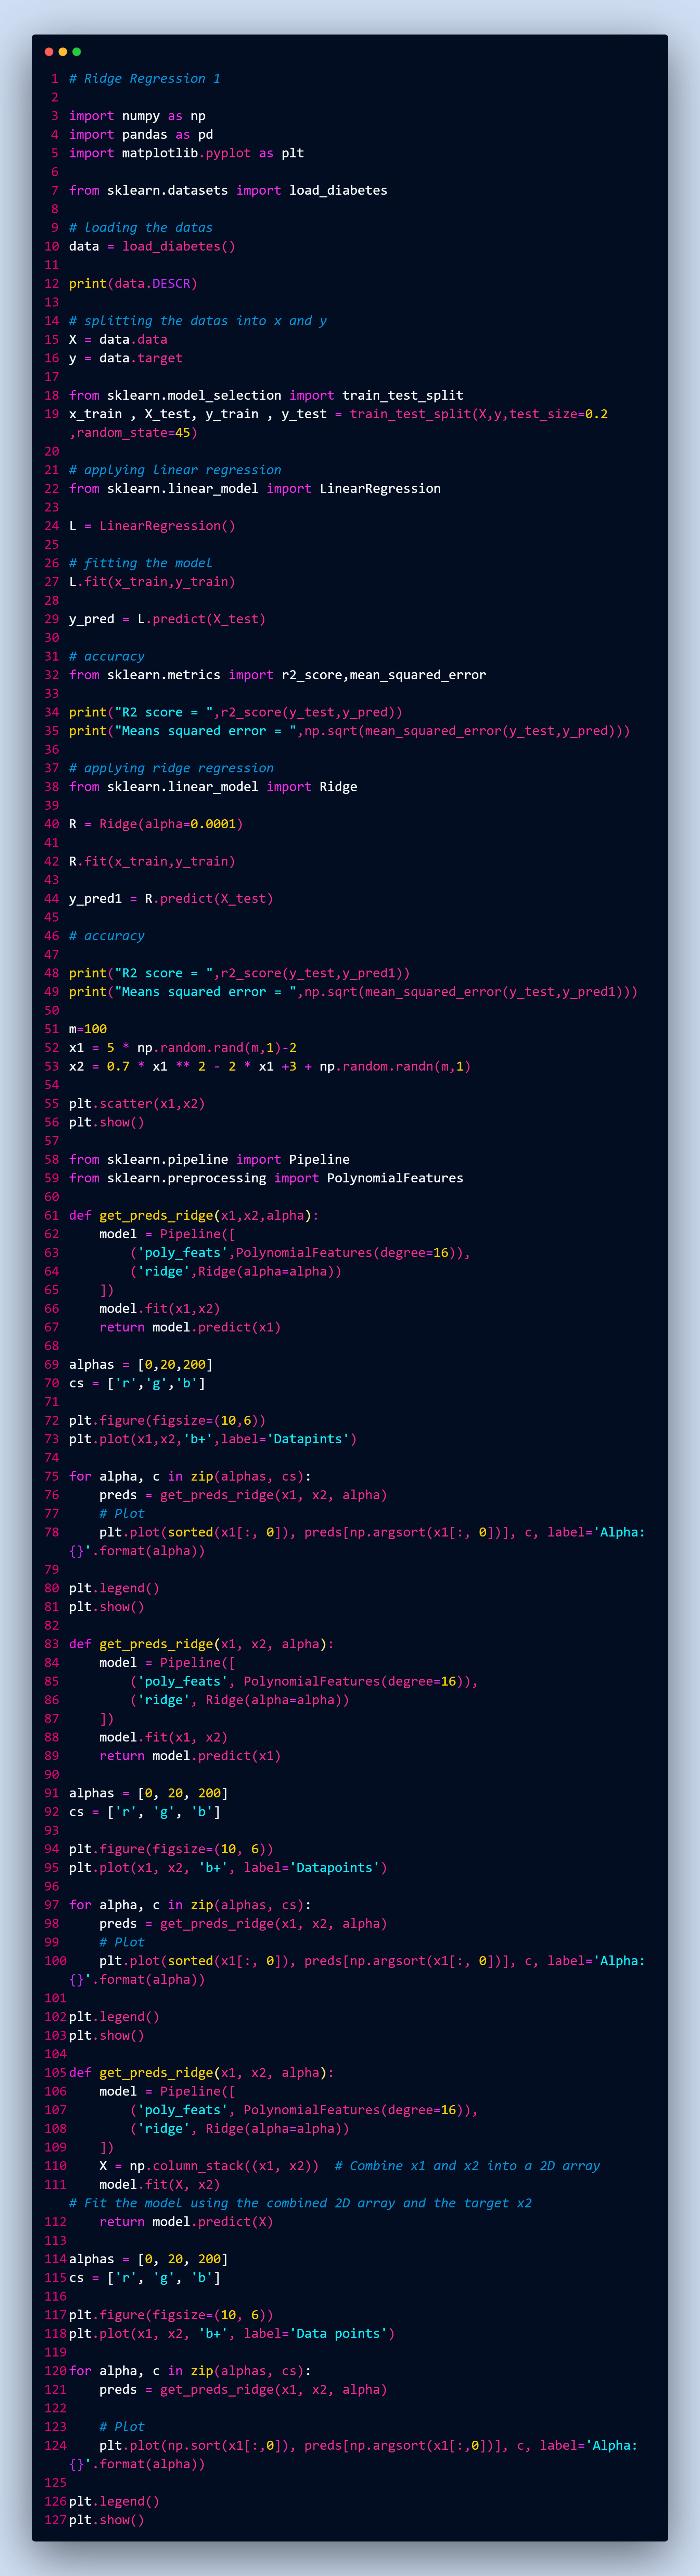 1 # Ridge Regression 1
2
3 import numpy as np
4 import pandas as pd
5 import matplotlib.pyplot as plt
6
7 from sklearn.datasets import load_diabetes
8
9 # loading the datas
10 data = load_diabetes()
11
12 print(data.DESCR)
13
14 # splitting the datas into x and y
15 X = data.data
16 y = data.target
17
18 from sklearn.model_selection import train_test_split
19 x_train , X_test, y_train , y_test = train_test_split(X,y,test_size=0.2
,random_state=45)
20
21 # applying linear regression
22 from sklearn.linear_model import LinearRegression
23
24 L = LinearRegression()
25
26 # fitting the model
27 L.fit(x_train,y_train)
28
29 y_pred = L.predict(X_test)
30
31 # accuracy
32 from sklearn.metrics import r2_score,mean_squared_error
33
34 print("R2 score = ",r2_score(y_test,y_pred))
35 print("Means squared error = ",np.sqrt(mean_squared_error(y_test,y_pred)))
36
37 # applying ridge regression
38 from sklearn.linear_model import Ridge
39
40 R = Ridge(alpha=0.0001)
41
42 R.fit(x_train,y_train)
43
44 y_pred1 = R.predict(X_test)
45
46 # accuracy
47
48 print("R2 score = ",r2_score(y_test,y_pred1))
49 print("Means squared error = ",np.sqrt(mean_squared_error(y_test,y_pred1)))
50
51 m=100
52 x1 = 5 * np.random.rand(m,1)-2
53 x2 = 0.7 * x1 ** 2 - 2 * x1 +3 + np.random.randn(m,1)
54
55 plt.scatter(x1,x2)
56 plt.show()
57
58 from sklearn.pipeline import Pipeline
59 from sklearn.preprocessing import PolynomialFeatures
60
61 def get_preds_ridge(x1,x2,alpha):
62     model = Pipeline([
63         ('poly_feats',PolynomialFeatures(degree=16)),
64         ('ridge',Ridge(alpha=alpha))
65     ])
66     model.fit(x1,x2)
67     return model.predict(x1)
68
69 alphas = [0,20,200]
70 cs = ['r','g','b']
71
72 plt.figure(figsize=(10,6))
73 plt.plot(x1,x2,'b+',label='Datapints')
74
75 for alpha, c in zip(alphas, cs):
76     preds = get_preds_ridge(x1, x2, alpha)
77     # Plot
78     plt.plot(sorted(x1[:, 0]), preds[np.argsort(x1[:, 0])], c, label='Alpha:
{}'.format(alpha))
79
80 plt.legend()
81 plt.show()
82
83 def get_preds_ridge(x1, x2, alpha):
84     model = Pipeline([
85         ('poly_feats', PolynomialFeatures(degree=16)),
86         ('ridge', Ridge(alpha=alpha))
87     ])
88     model.fit(x1, x2)
89     return model.predict(x1)
90
91 alphas = [0, 20, 200]
92 cs = ['r', 'g', 'b']
93
94 plt.figure(figsize=(10, 6))
95 plt.plot(x1, x2, 'b+', label='Datapoints')
96
97 for alpha, c in zip(alphas, cs):
98     preds = get_preds_ridge(x1, x2, alpha)
99     # Plot
100     plt.plot(sorted(x1[:, 0]), preds[np.argsort(x1[:, 0])], c, label='Alpha:
{}'.format(alpha))
101
102 plt.legend()
103 plt.show()
104
105 def get_preds_ridge(x1, x2, alpha):
106     model = Pipeline([
107         ('poly_feats', PolynomialFeatures(degree=16)),
108         ('ridge', Ridge(alpha=alpha))
109     ])
110     X = np.column_stack((x1, x2))  # Combine x1 and x2 into a 2D array
111     model.fit(X, x2)
# Fit the model using the combined 2D array and the target x2
112     return model.predict(X)
113
114 alphas = [0, 20, 200]
115 cs = ['r', 'g', 'b']
116
117 plt.figure(figsize=(10, 6))
118 plt.plot(x1, x2, 'b+', label='Data points')
119
120 for alpha, c in zip(alphas, cs):
121     preds = get_preds_ridge(x1, x2, alpha)
122
123     # Plot
124     plt.plot(np.sort(x1[:,0]), preds[np.argsort(x1[:,0])], c, label='Alpha:
{}'.format(alpha))
125
126 plt.legend()
127 plt.show()